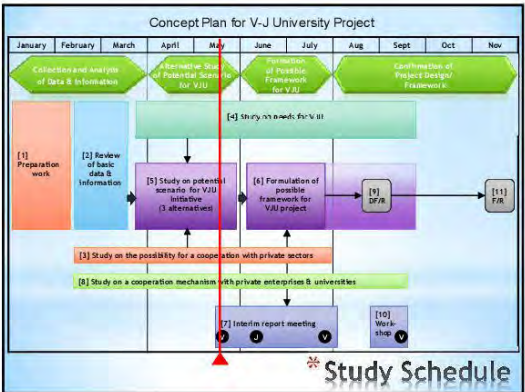 Concept Plan for V-J University Project
January February March April May June July Aug Sept Oct Nov
Collection and Analysis
of Data & Information
Alternative Study
of Potential Scenario
for VJU
Formation
of Possible
Framework
for VJU
Confirmation of
Project Design/
Framework
[4] Study on needs for VJU
[1]
Preparation
work
[2] Review
of basic
data &
information
[5] Study on potential
scenario for VJU
initiative
(3 alternatives)
[6] Formulation of
possible
framework for
VJU project
[9]
DF/R
[11]
F/R
[3] Study on the possibility for a cooperation with private sectors
[8] Study on a cooperation mechanism with private enterprises & universities
[7] Interim report meeting
V J V
[10]
Work-
shop V
* Study Schedule